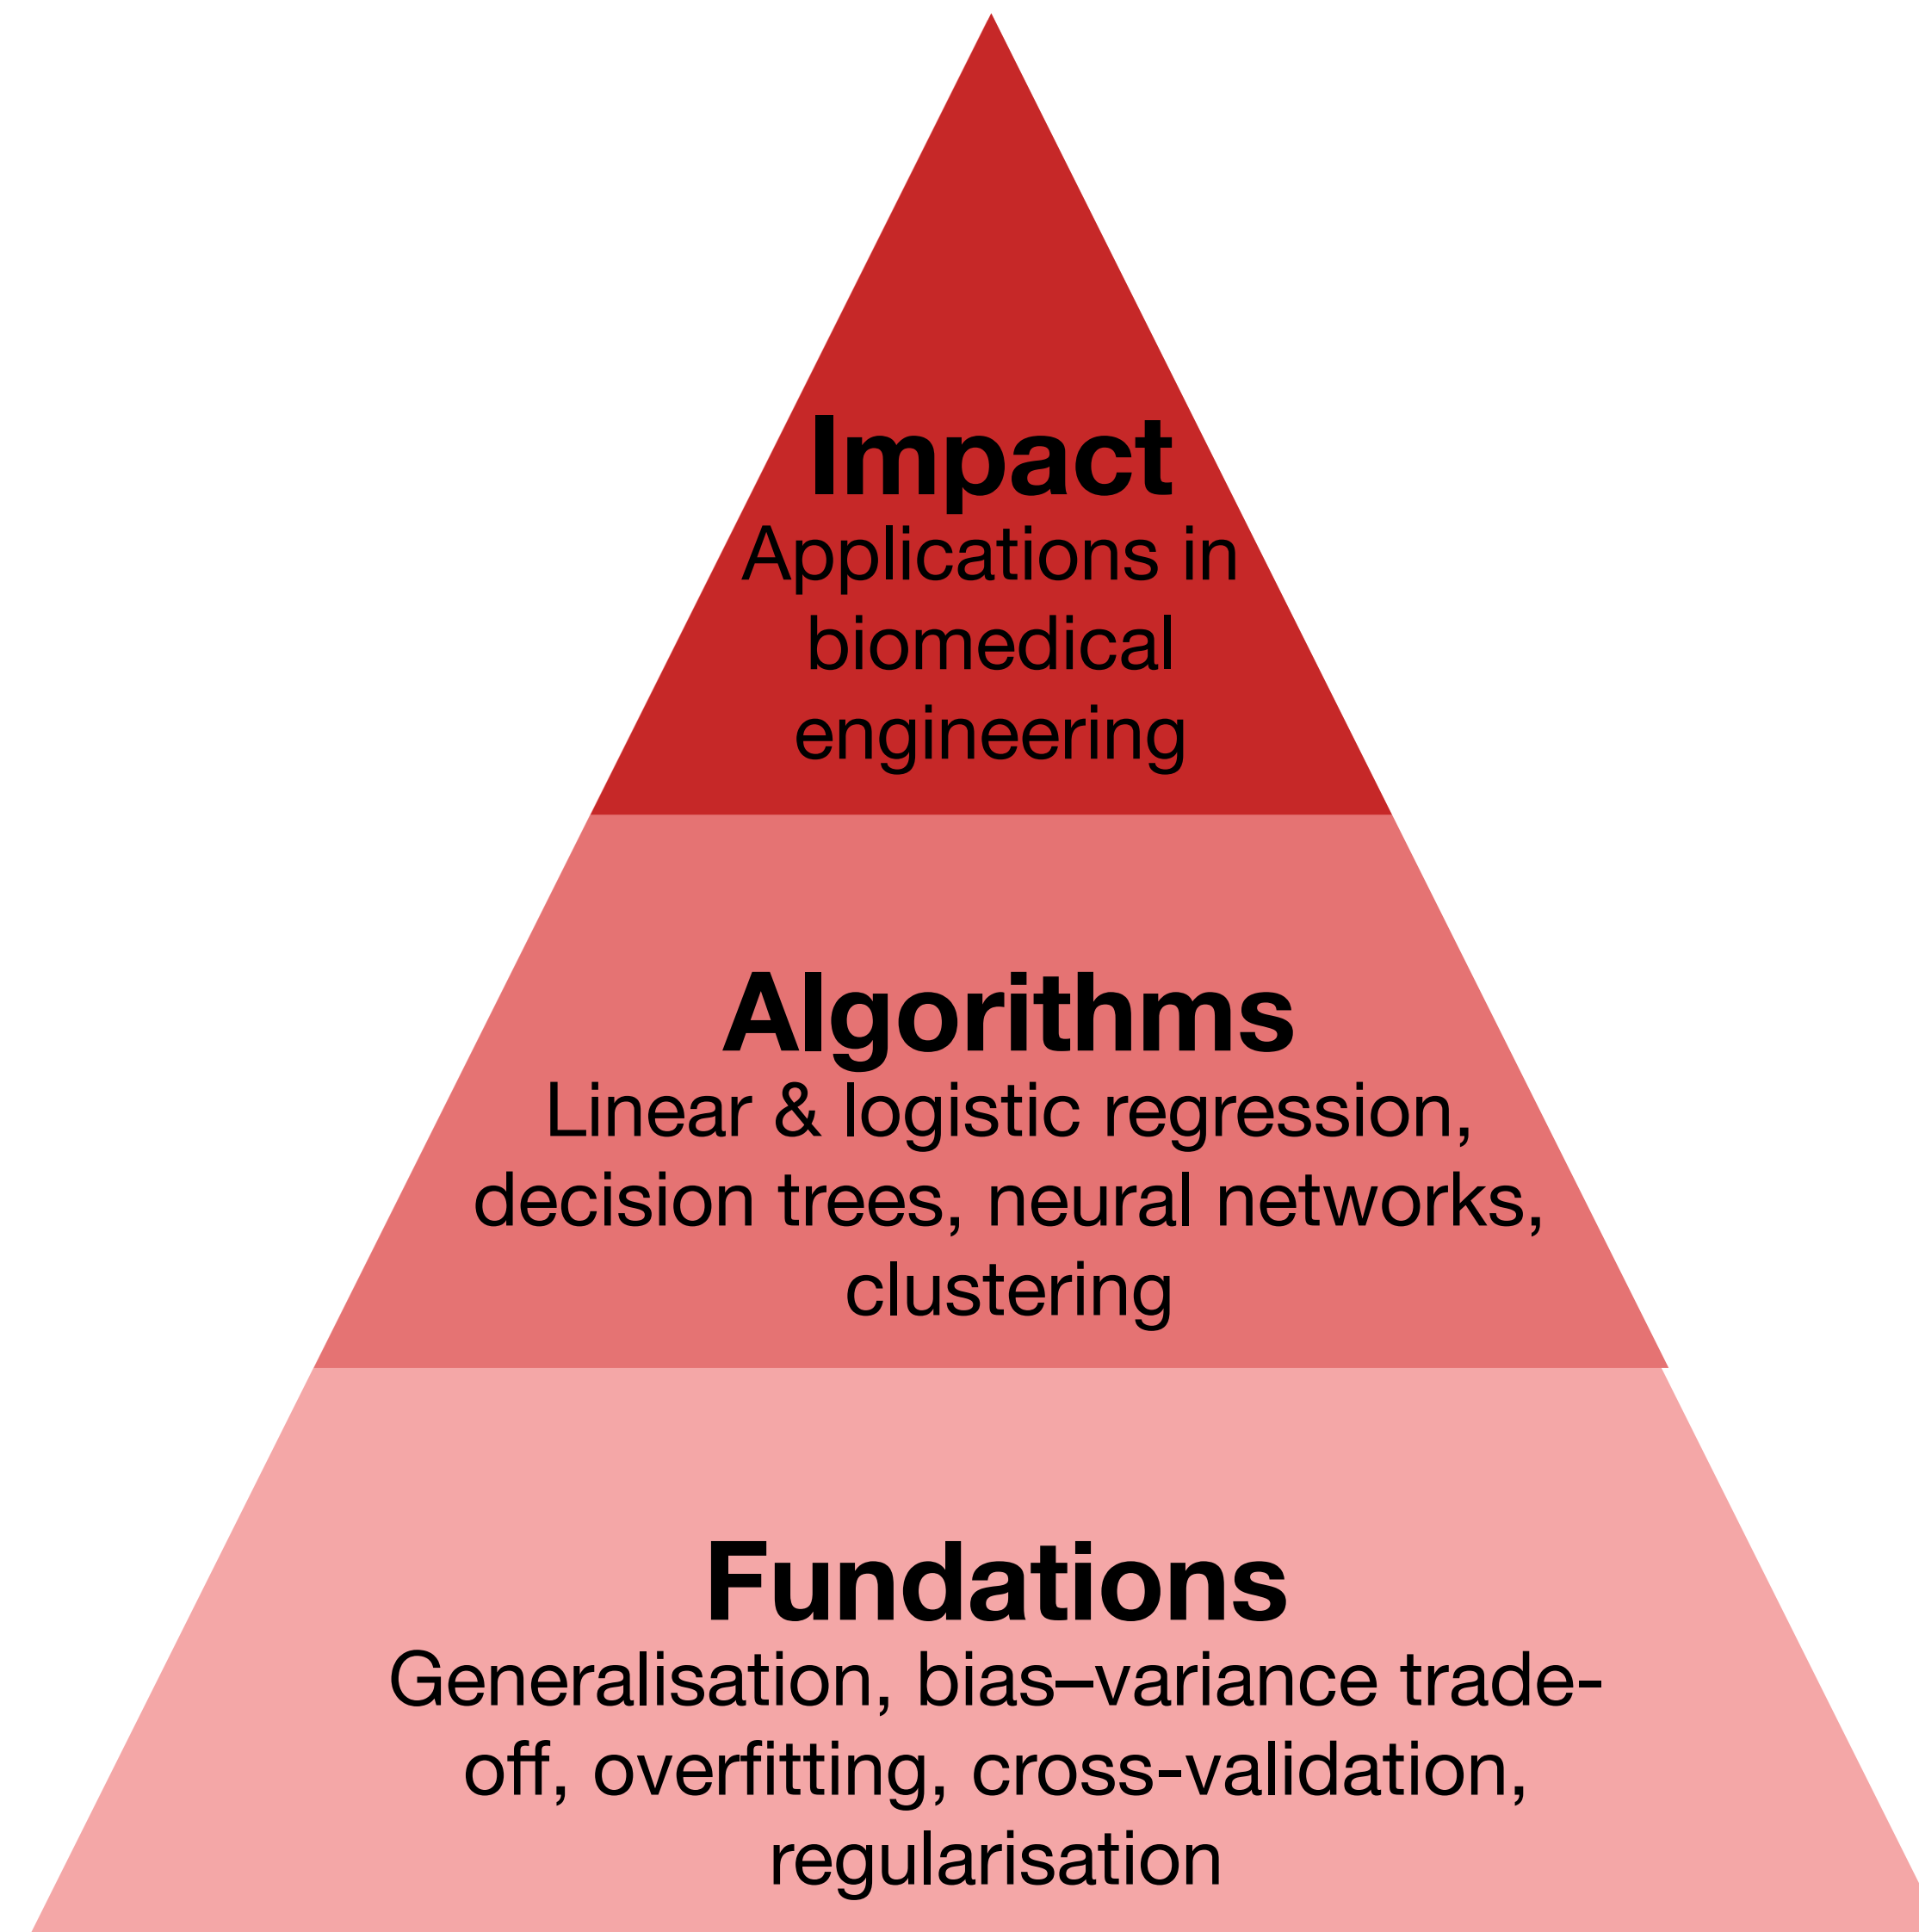 Impact
Applications in
biomedical
engineering
Algorithms
Linear & logistic regression,
decision trees, neural networks,
clustering
Fundations
Generalisation, bias–variance trade-
off, overfitting, cross-validation,
regularisation